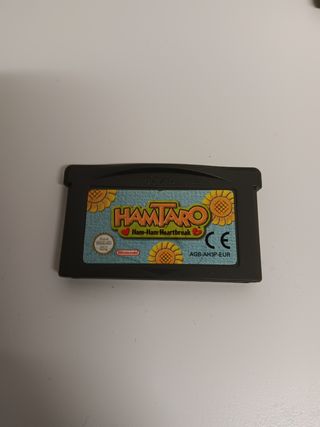 HAMTARO
Ham-Ham Heartbreak
Nintendo
CE
AGB-AH3P-EUR